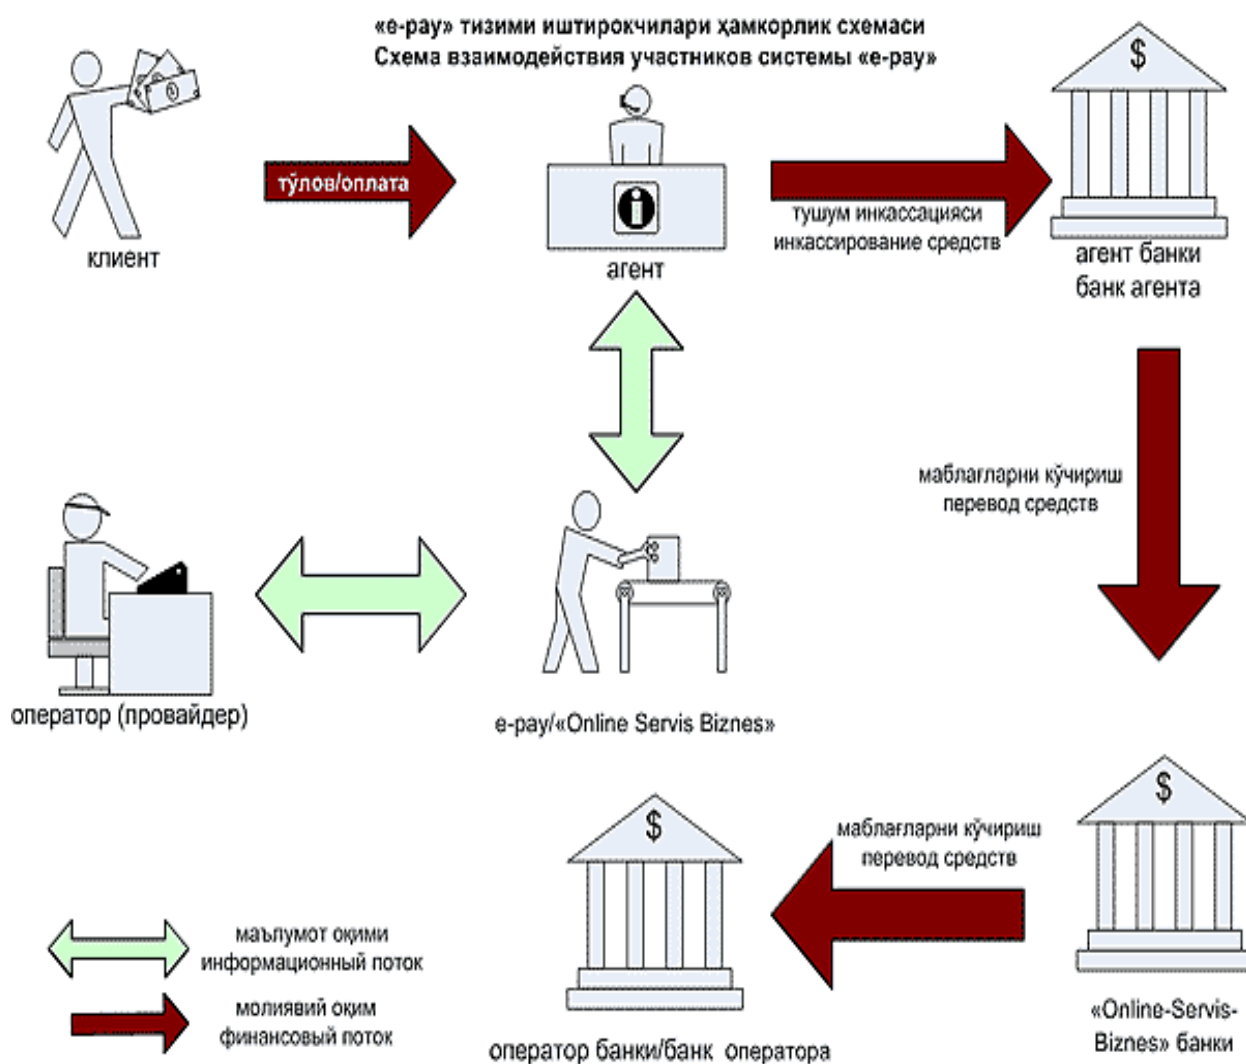 «e-pay» тизими иштирокчилари ҳамкорлик схемаси
Схема взаимодействия участников системы «e-pay»
$
тўлов/оплата
тушум инкассацияси
инкассирование средств
клиент
агент
агент банки
банк агента
маблағларни кўчириш
перевод средств
оператор (провайдер)
e-pay/«Online Servis Biznes»
$
$
маблағларни кўчириш
перевод средств
маълумот оқими
информационный поток
молиявий оқим
финансовый поток
«Online-Servis-
Biznes» банки
оператор банки/банк оператора